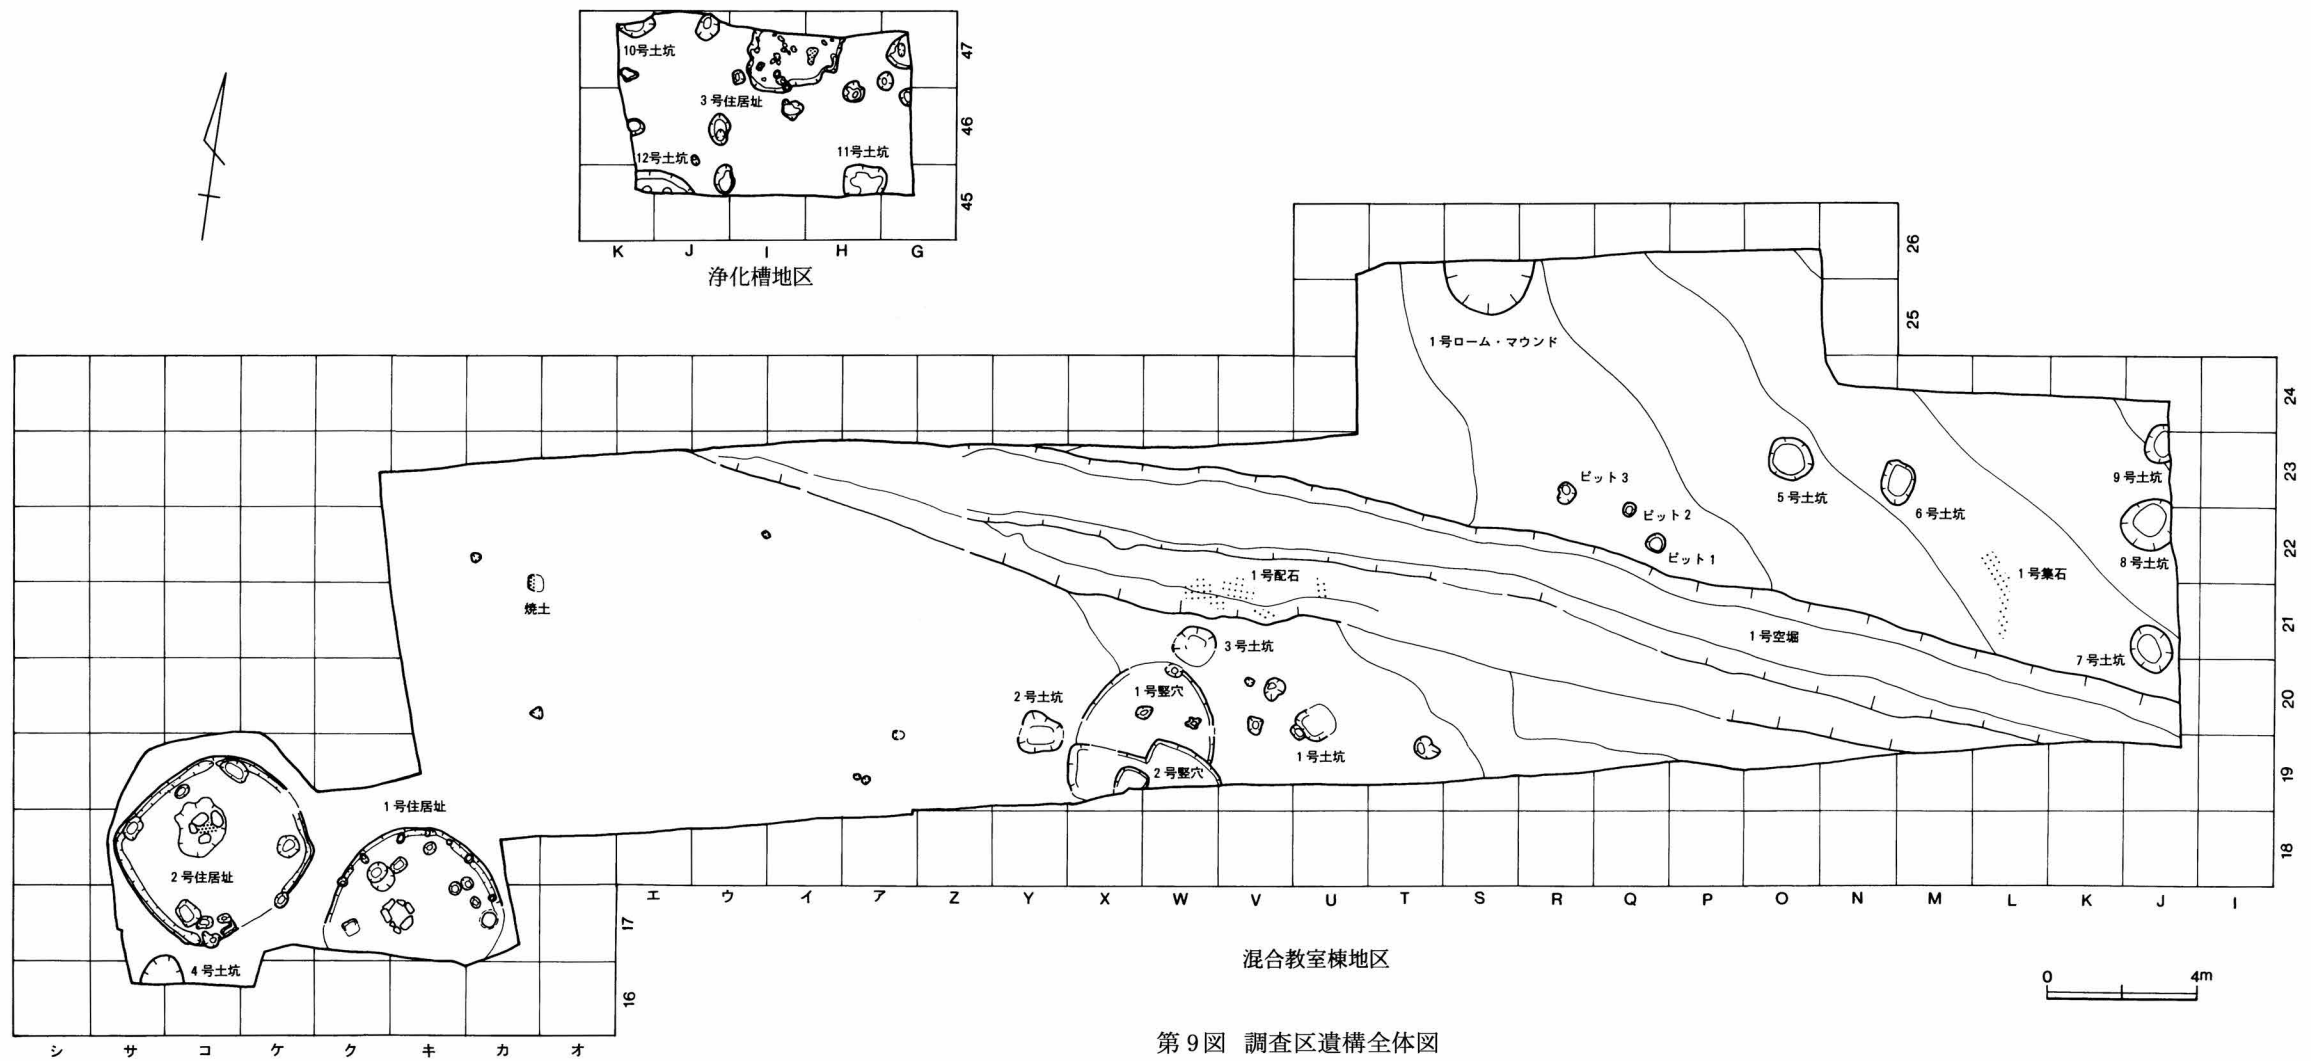 10号土坑
3号住居址
12号土坑
11号土坑
47
46
45
K J I H G
浄化槽地区
26
25
1号ローム・マウンド
24
23
22
21
20
19
18
ピット3
ピット2
ピット1
5号土坑
6号土坑
9号土坑
8号土坑
1号集石
7号土坑
1号配石
1号空堀
焼土
3号土坑
2号土坑
1号竪穴
2号竪穴
1号土坑
1号住居址
2号住居址
4号土坑
エ ウ イ ア Z Y X W V U T S R Q P O N M L K J I
17
16
混合教室棟地区
0 4m
シ サ コ ケ ク キ カ オ
第9図 調査区遺構全体図